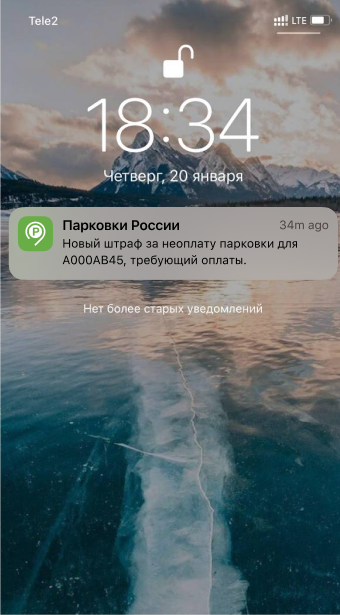 Tele2
LTE
18:34
Четверг, 20 января
Парковки России
34m ago
Новый штраф за неоплату парковки для
А000АВ45, требующий оплаты.
Нет более старых уведомлений